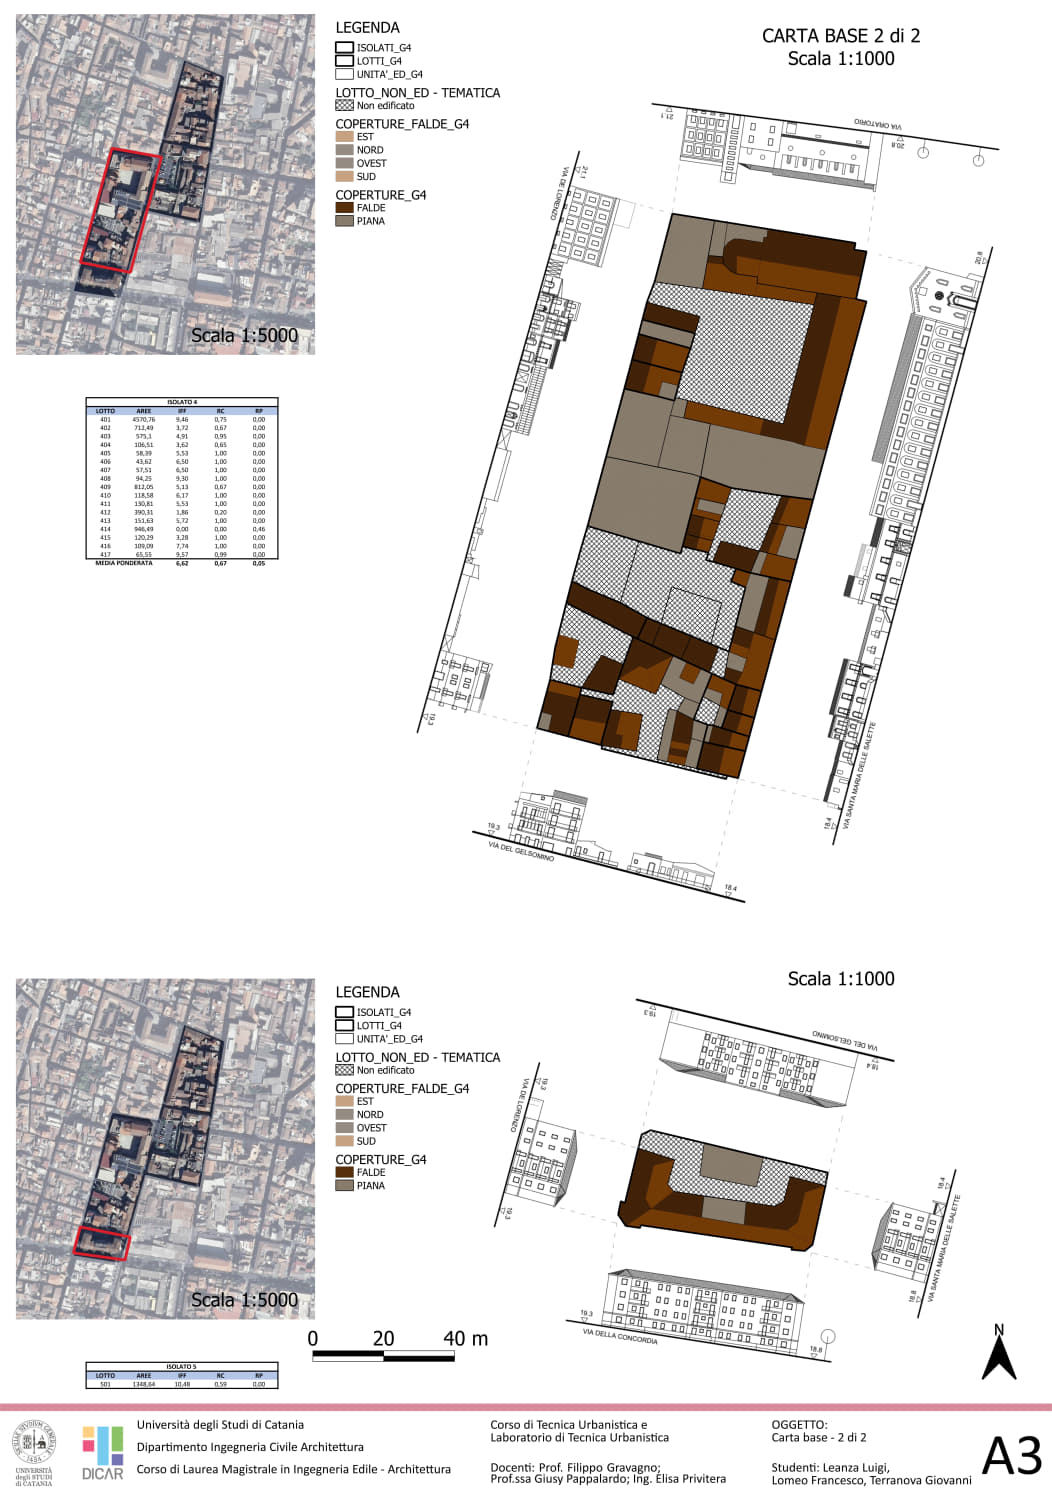 CARTA BASE 2 di 2
Scala 1:1000
Scala 1:5000
LEGENDA
ISOLATI_G4
LOTTI_G4
UNITA'_ED_G4
LOTTO_NON_ED - TEMATICA
Non edificato
COPERTURE_FALDE_G4
EST
NORD
OVEST
SUD
COPERTURE_G4
FALDE
PIANA
ISOLATO 4
LOTTO AREE IFF RC RP
401 4570,76 9,46 0,75 0,00
402 712,49 3,72 0,67 0,00
403 575,1 4,91 0,95 0,00
404 106,51 3,62 0,65 0,00
405 58,39 5,53 1,00 0,00
406 43,62 6,50 1,00 0,00
407 57,51 6,50 1,00 0,00
408 94,25 9,30 1,00 0,00
409 812,05 5,13 0,67 0,00
410 118,58 6,17 1,00 0,00
411 130,81 5,53 1,00 0,00
412 390,31 1,86 0,20 0,00
413 151,63 5,72 1,00 0,00
414 946,49 0,00 0,00 0,46
415 120,29 3,28 1,00 0,00
416 109,09 7,74 1,00 0,00
417 65,55 9,57 0,99 0,00
MEDIA PONDERATA 6,62 0,67 0,05
21.1
VIA ORATORIO
20.8
VIA DE LORENZO
21.1
19.3
20.8
VIA SANTA MARIA DELLE SALETTE
18.4
19.3
VIA DEL GELSOMINO
18.4
Scala 1:1000
Scala 1:5000
LEGENDA
ISOLATI_G4
LOTTI_G4
UNITA'_ED_G4
LOTTO_NON_ED - TEMATICA
Non edificato
COPERTURE_FALDE_G4
EST
NORD
OVEST
SUD
COPERTURE_G4
FALDE
PIANA
19.3
VIA DEL GELSOMINO
18.4
VIA DE LORENZO
19.3
19.3
18.4
VIA SANTA MARIA DELLE SALETTE
18.8
19.3
VIA DELLA CONCORDIA
18.8
0 20 40 m
N
ISOLATO 5
LOTTO AREE IFF RC RP
501 1348,64 10,48 0,59 0,00
UNIVERSITÀ
degli STUDI
di CATANIA
DICAR
Università degli Studi di Catania
Dipartimento Ingegneria Civile Architettura
Corso di Laurea Magistrale in Ingegneria Edile - Architettura
Corso di Tecnica Urbanistica e
Laboratorio di Tecnica Urbanistica
Docenti: Prof. Filippo Gravagno;
Prof.ssa Giusy Pappalardo; Ing. Elisa Privitera
OGGETTO:
Carta base - 2 di 2
Studenti: Leanza Luigi,
Lomeo Francesco, Terranova Giovanni
A3